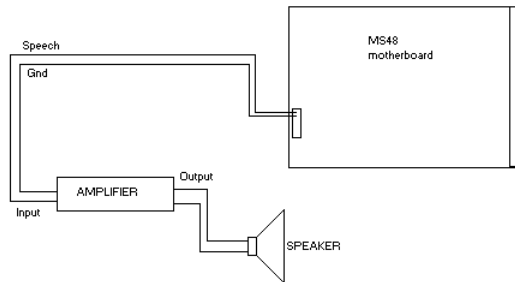 Speech
Gnd
MS48
motherboard
Output
AMPLIFIER
Input
SPEAKER